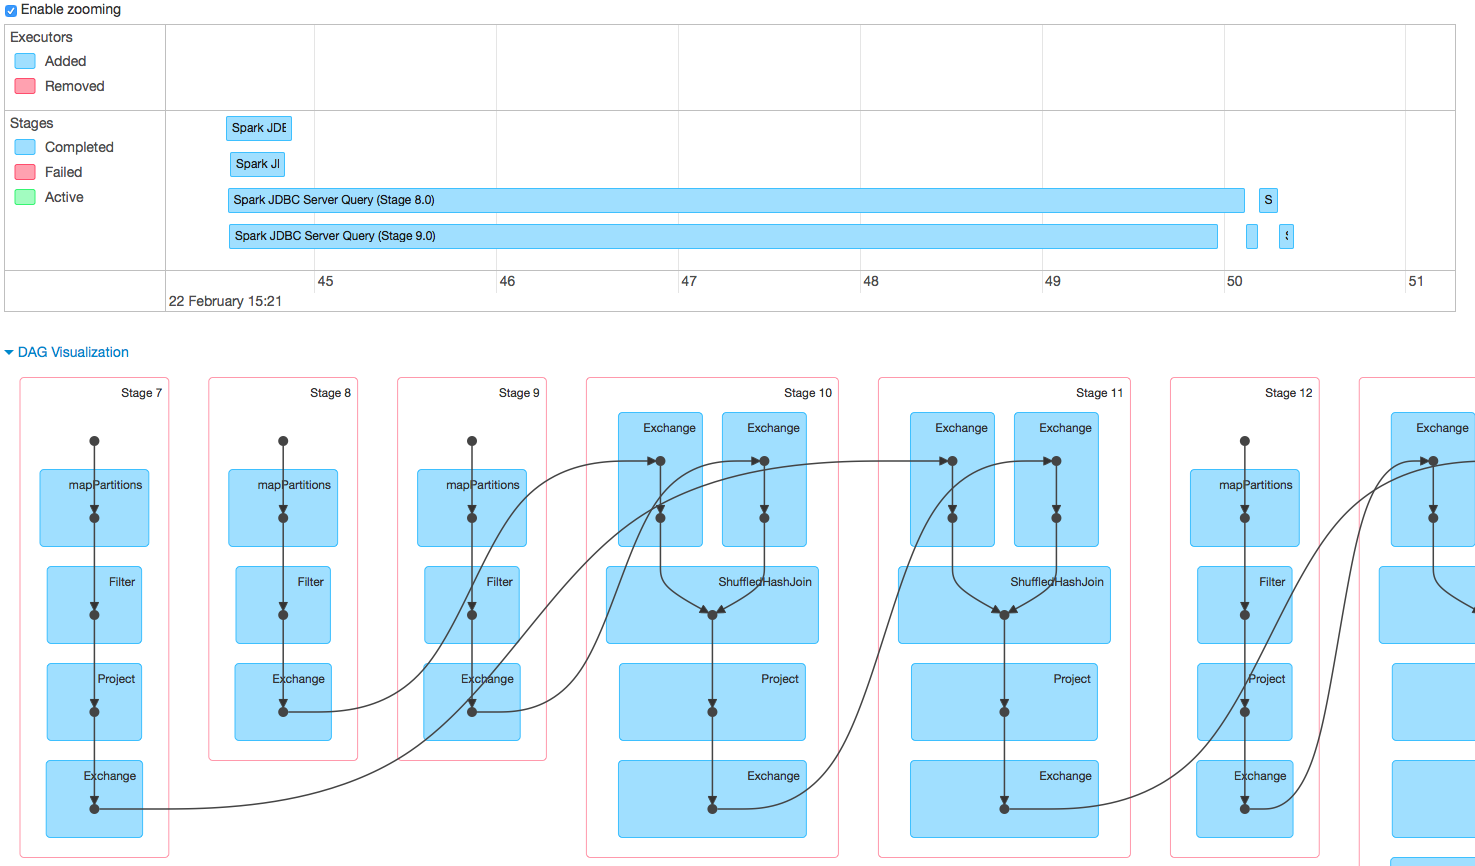 Enable zooming
Executors
Added
Removed
Stages
Completed
Failed
Active
Spark JDB
Spark JI
Spark JDBC Server Query (Stage 8.0)
S
Spark JDBC Server Query (Stage 9.0)
45 46 47 48 49 50 51
22 February 15:21
DAG Visualization
Stage 7 Stage 8 Stage 9 Stage 10 Stage 11 Stage 12
Exchange Exchange Exchange Exchange Exchange
mapPartitions mapPartitions mapPartitions mapPartitions
Filter Filter Filter ShuffledHashJoin ShuffledHashJoin Filter
Project Exchange Exchange Project Project Project
Exchange Exchange Exchange Exchange